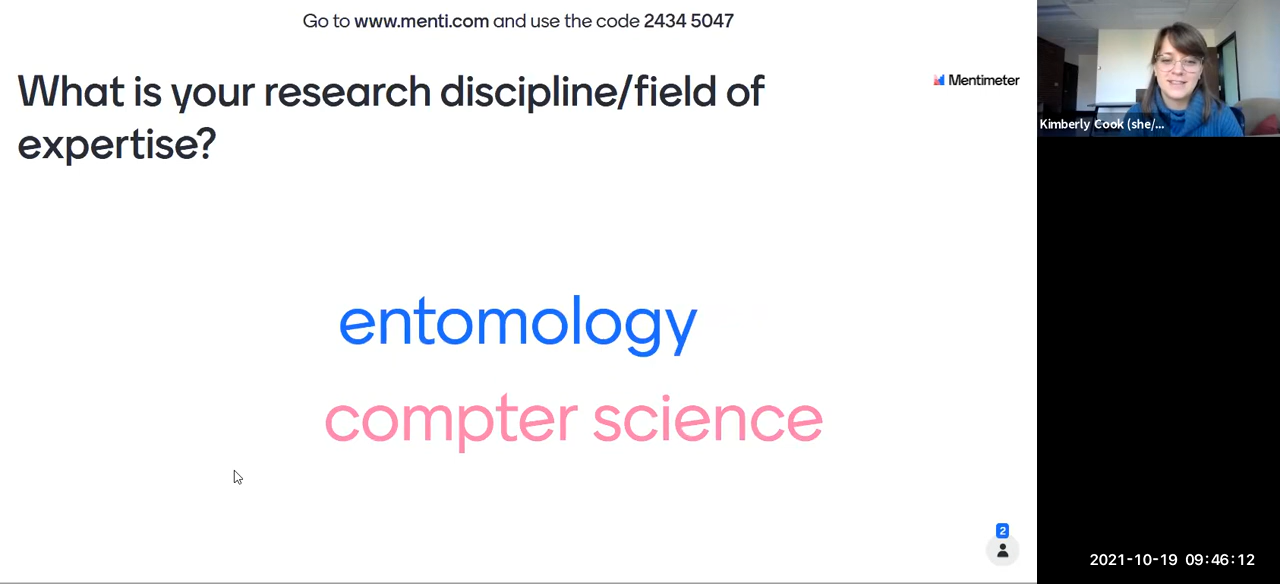 Go to www.menti.com and use the code 2434 5047
What is your research discipline/field of
expertise?
Mentimeter
Kimberly Cook (she/...
entomology
compter science
2
2021-10-19 09:46:12